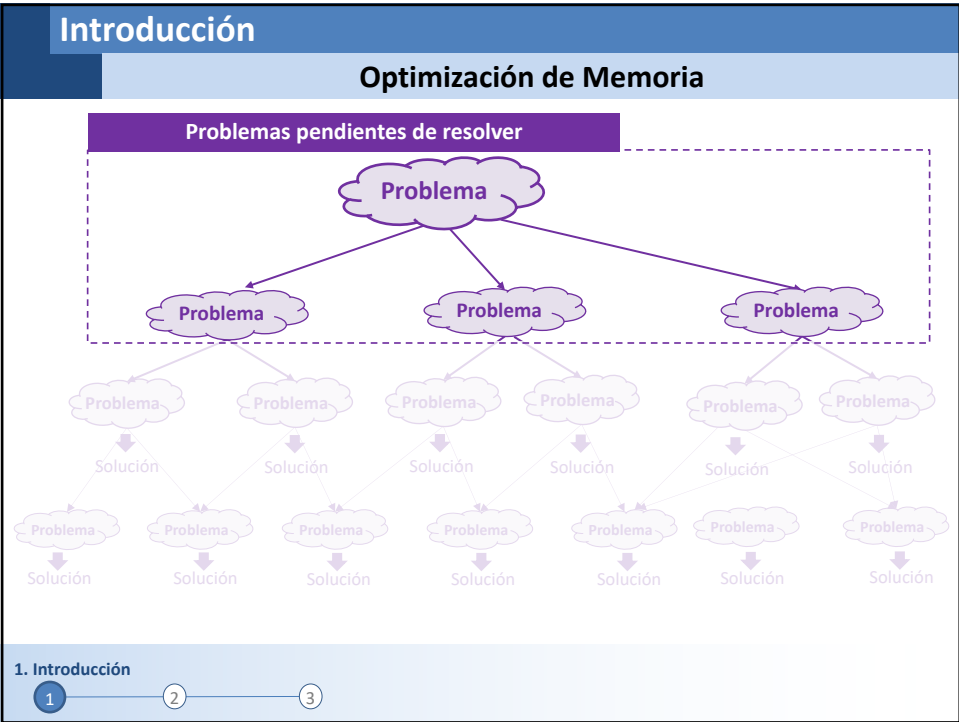 Introducción
Optimización de Memoria
Problemas pendientes de resolver
Problema
Problema Problema Problema
Problema Problema Problema Problema Problema Problema
Solución Solución Solución Solución Solución Solución
Problema Problema Problema Problema Problema Problema Problema
Solución Solución Solución Solución Solución Solución Solución
1. Introducción
1 2 3